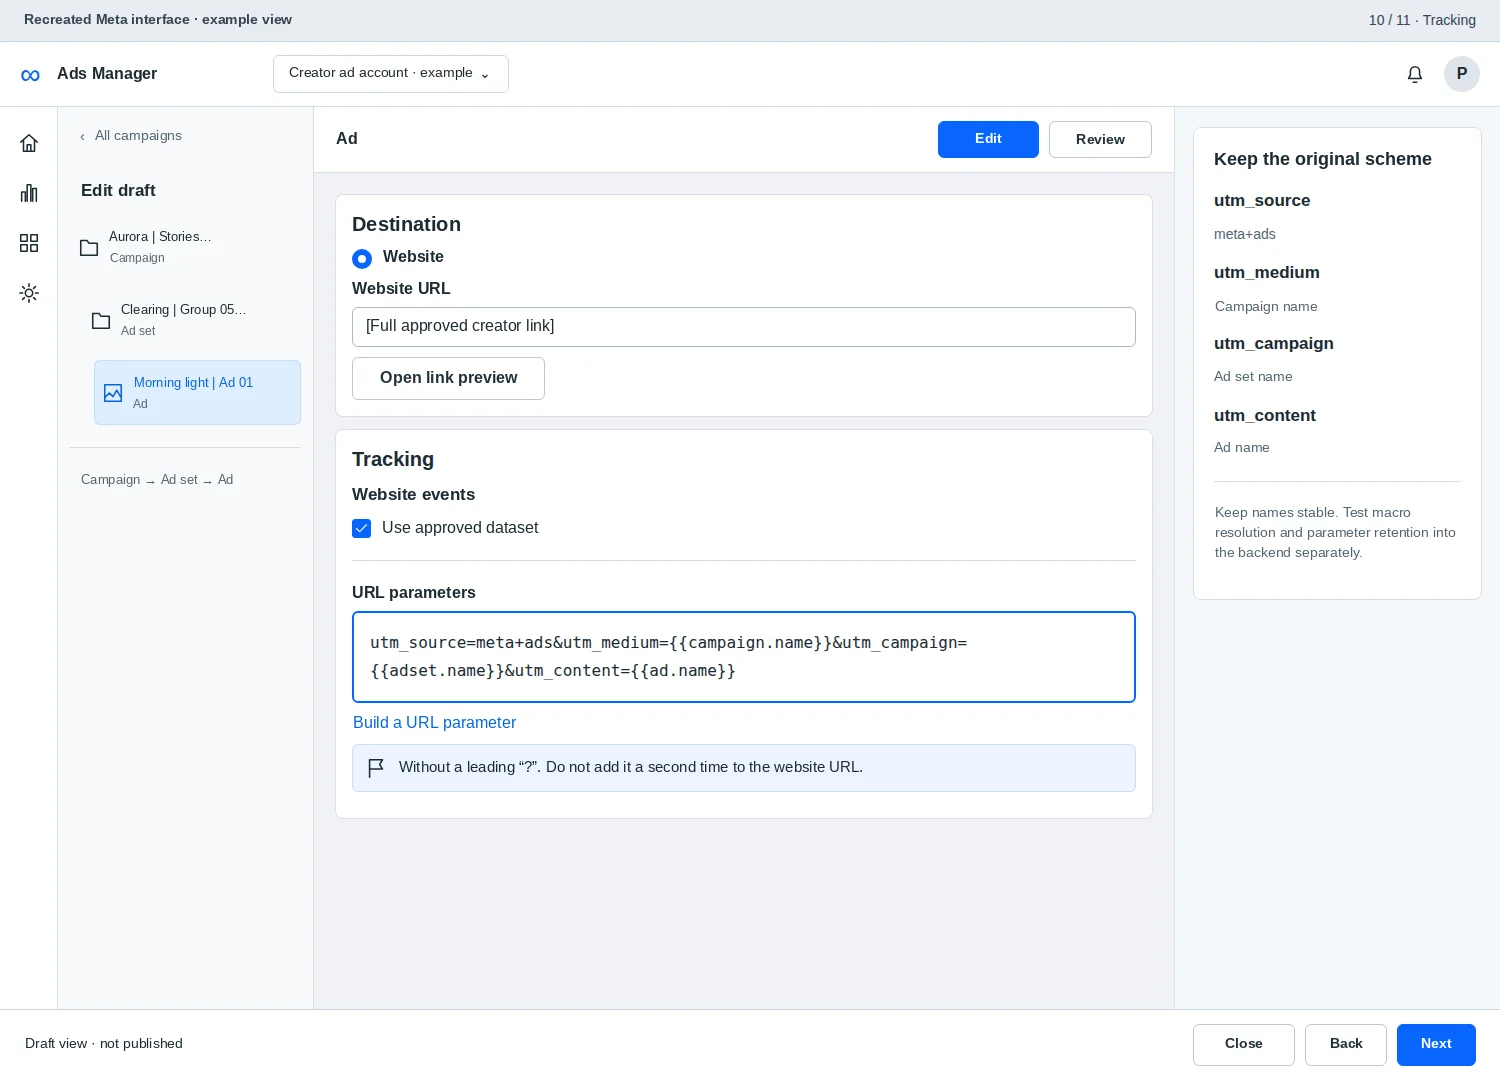 Recreated Meta interface · example view
10 / 11 · Tracking
Ads Manager
Creator ad account · example
P
‹ All campaigns
Edit draft
Aurora | Stories…
Campaign
Clearing | Group 05…
Ad set
Morning light | Ad 01
Ad
Campaign → Ad set → Ad
Ad
Edit
Review
Destination
Website
Website URL
[Full approved creator link]
Open link preview
Tracking
Website events
Use approved dataset
URL parameters
utm_source=meta+ads&utm_medium={{campaign.name}}&utm_campaign=
{{adset.name}}&utm_content={{ad.name}}
Build a URL parameter
Without a leading “?”. Do not add it a second time to the website URL.
Keep the original scheme
utm_source
meta+ads
utm_medium
Campaign name
utm_campaign
Ad set name
utm_content
Ad name
Keep names stable. Test macro
resolution and parameter retention into
the backend separately.
Draft view · not published
Close
Back
Next